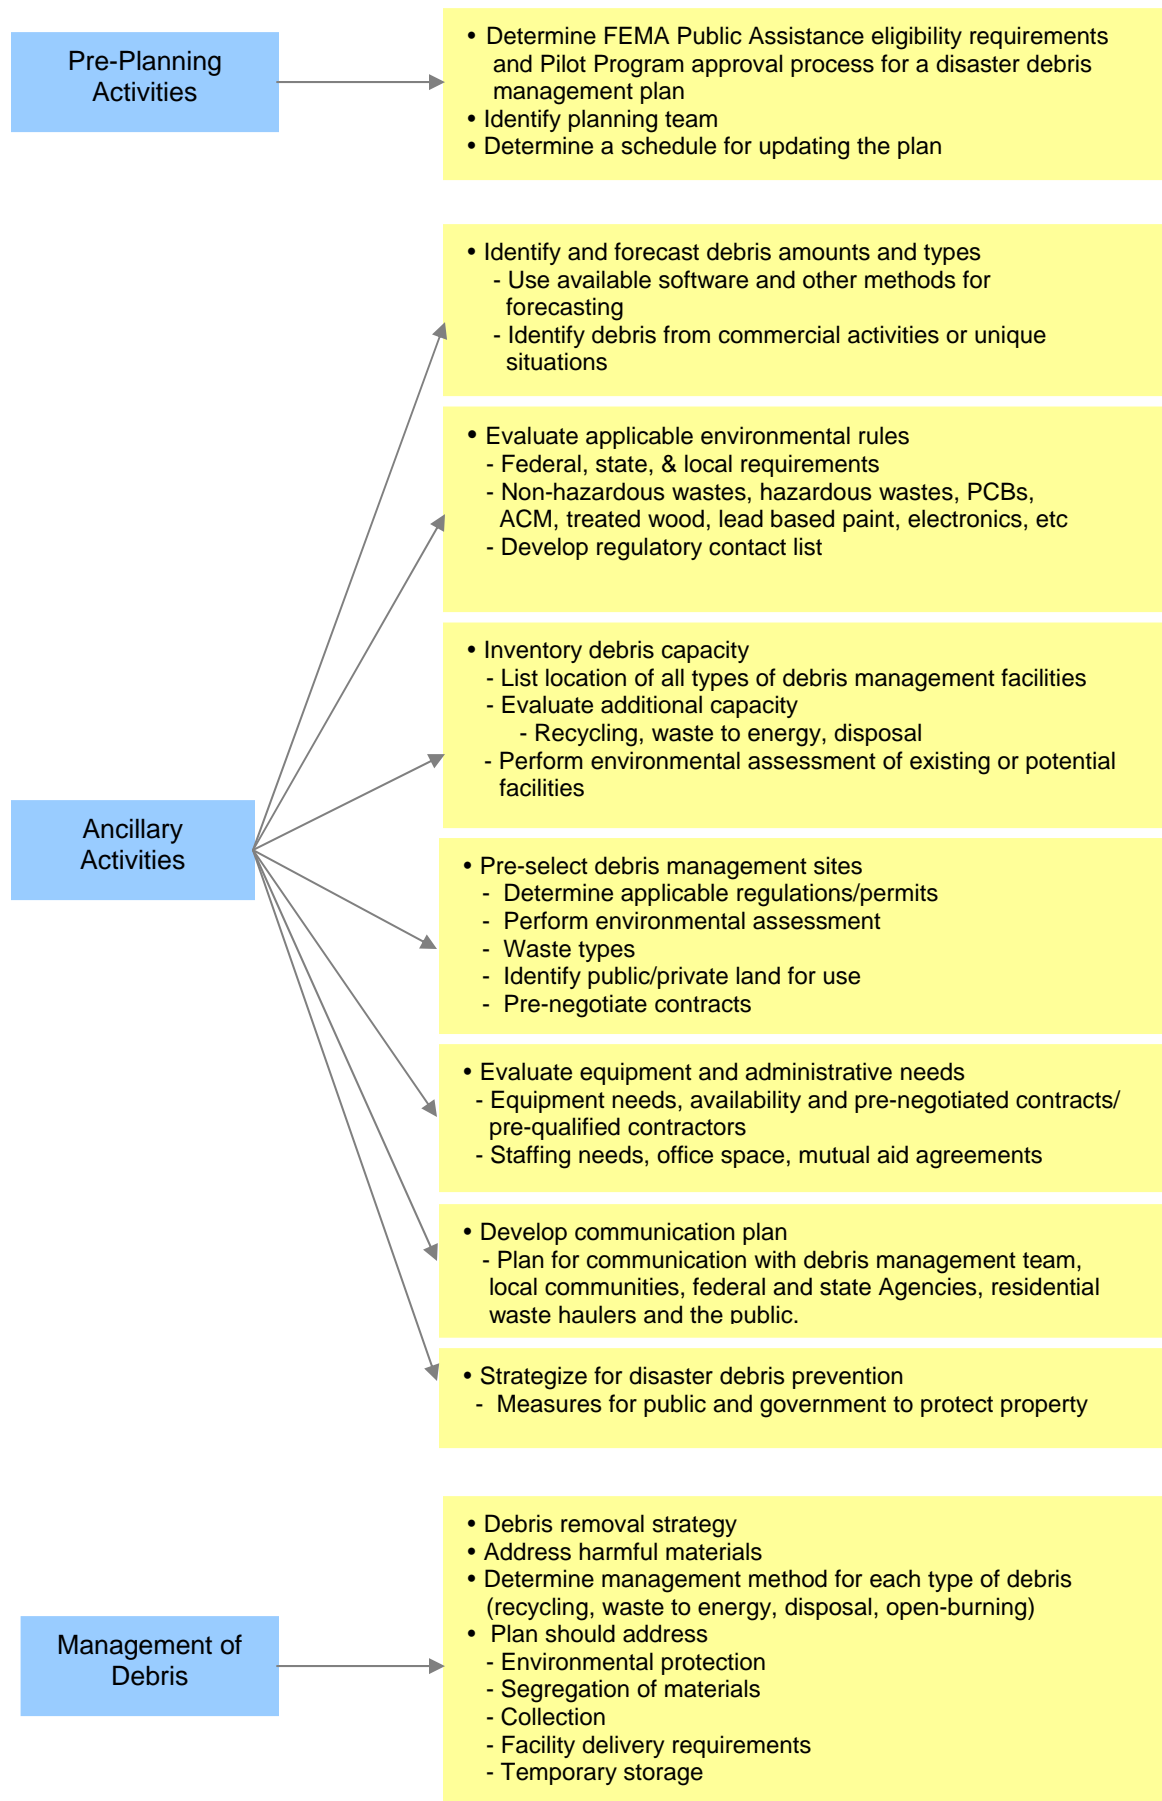 Pre-Planning
Activities
• Determine FEMA Public Assistance eligibility requirements
and Pilot Program approval process for a disaster debris
management plan
• Identify planning team
• Determine a schedule for updating the plan
• Identify and forecast debris amounts and types
- Use available software and other methods for
forecasting
- Identify debris from commercial activities or unique
situations
• Evaluate applicable environmental rules
- Federal, state, & local requirements
- Non-hazardous wastes, hazardous wastes, PCBs,
ACM, treated wood, lead based paint, electronics, etc
- Develop regulatory contact list
• Inventory debris capacity
- List location of all types of debris management facilities
- Evaluate additional capacity
- Recycling, waste to energy, disposal
- Perform environmental assessment of existing or potential
facilities
Ancillary
Activities
• Pre-select debris management sites
- Determine applicable regulations/permits
- Perform environmental assessment
- Waste types
- Identify public/private land for use
- Pre-negotiate contracts
• Evaluate equipment and administrative needs
- Equipment needs, availability and pre-negotiated contracts/
pre-qualified contractors
- Staffing needs, office space, mutual aid agreements
• Develop communication plan
- Plan for communication with debris management team,
local communities, federal and state Agencies, residential
waste haulers and the public.
• Strategize for disaster debris prevention
- Measures for public and government to protect property
Management of
Debris
• Debris removal strategy
• Address harmful materials
• Determine management method for each type of debris
(recycling, waste to energy, disposal, open-burning)
• Plan should address
- Environmental protection
- Segregation of materials
- Collection
- Facility delivery requirements
- Temporary storage